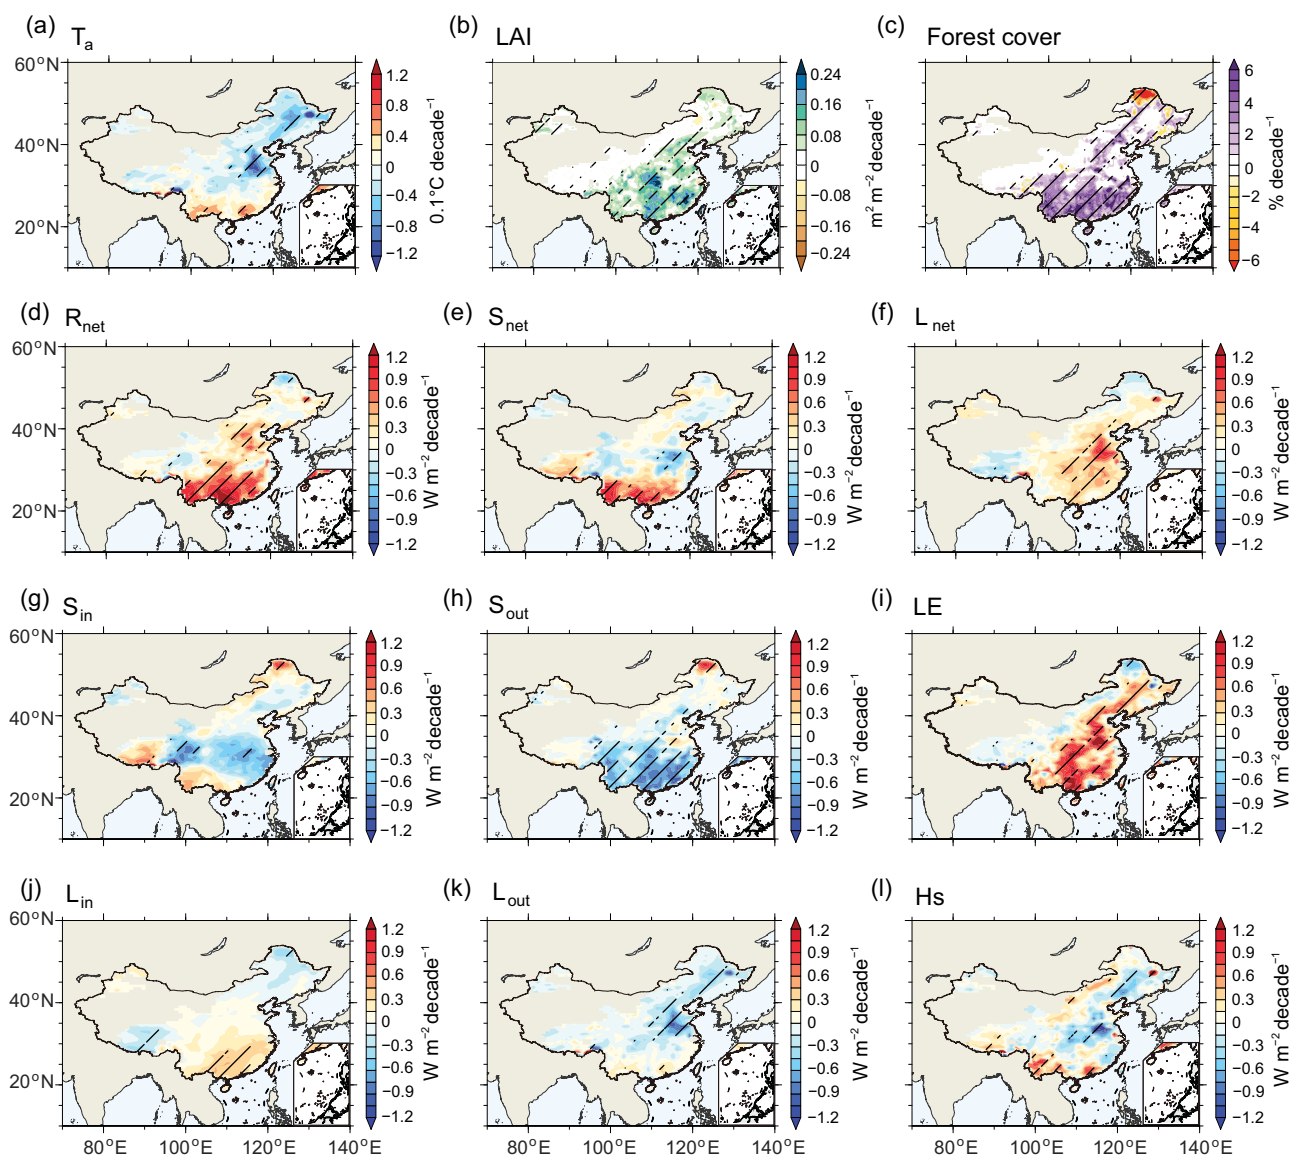 (a) Tₐ
(b) LAI
(c) Forest cover
60°N
40°N
20°N
1.2
0.8
0.4
0
−0.4
−0.8
−1.2
0.1°C decade⁻¹
0.24
0.16
0.08
0
−0.08
−0.16
−0.24
m² m⁻² decade⁻¹
6
4
2
0
−2
−4
−6
% decade⁻¹
(d) Rnet
(e) Snet
(f) L net
60°N
40°N
20°N
1.2
0.9
0.6
0.3
0
−0.3
−0.6
−0.9
−1.2
W m⁻² decade⁻¹
1.2
0.9
0.6
0.3
0
−0.3
−0.6
−0.9
−1.2
W m⁻² decade⁻¹
1.2
0.9
0.6
0.3
0
−0.3
−0.6
−0.9
−1.2
W m⁻² decade⁻¹
(g) Sin
(h) Sout
(i) LE
60°N
40°N
20°N
1.2
0.9
0.6
0.3
0
−0.3
−0.6
−0.9
−1.2
W m⁻² decade⁻¹
1.2
0.9
0.6
0.3
0
−0.3
−0.6
−0.9
−1.2
W m⁻² decade⁻¹
1.2
0.9
0.6
0.3
0
−0.3
−0.6
−0.9
−1.2
W m⁻² decade⁻¹
(j) Lin
(k) Lout
(l) Hs
60°N
40°N
20°N
1.2
0.9
0.6
0.3
0
−0.3
−0.6
−0.9
−1.2
W m⁻² decade⁻¹
1.2
0.9
0.6
0.3
0
−0.3
−0.6
−0.9
−1.2
W m⁻² decade⁻¹
1.2
0.9
0.6
0.3
0
−0.3
−0.6
−0.9
−1.2
W m⁻² decade⁻¹
80°E 100°E 120°E 140°E
80°E 100°E 120°E 140°E
80°E 100°E 120°E 140°E